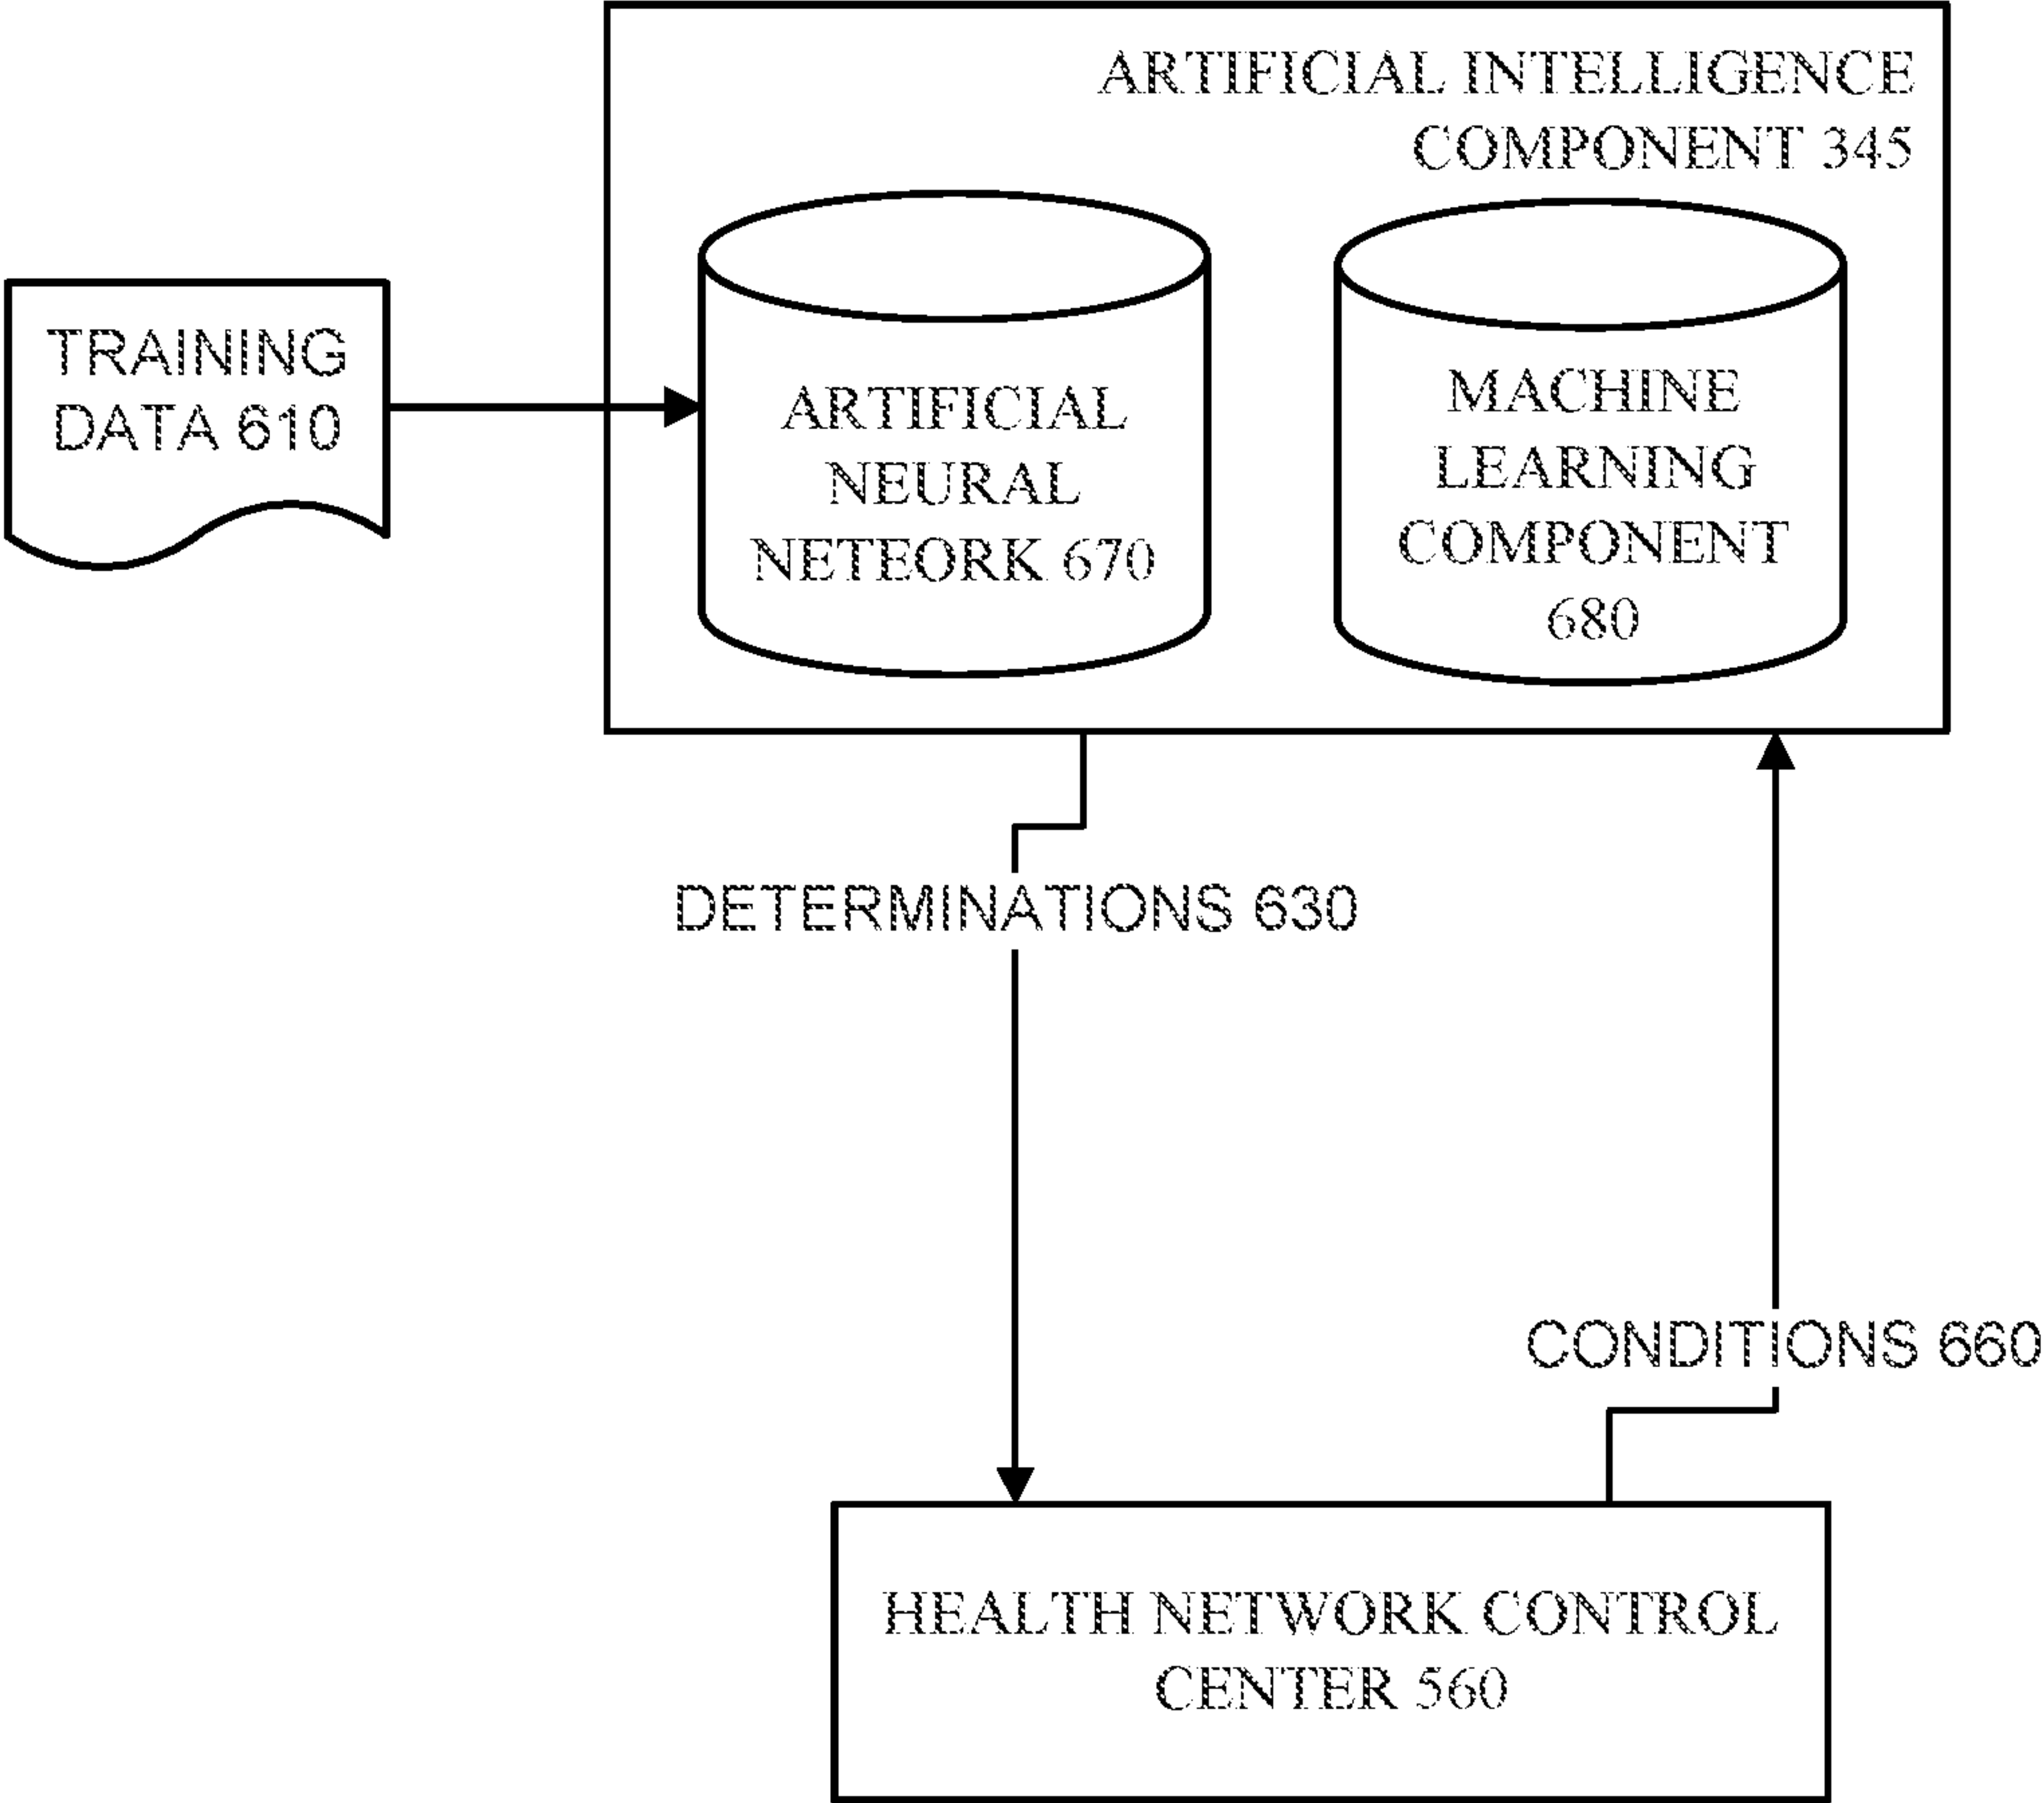 ARTIFICIAL INTELLIGENCE
COMPONENT 345
TRAINING
DATA 610
ARTIFICIAL
NEURAL
NETEORK 670
MACHINE
LEARNING
COMPONENT
680
DETERMINATIONS 630
CONDITIONS 660
HEALTH NETWORK CONTROL
CENTER 560